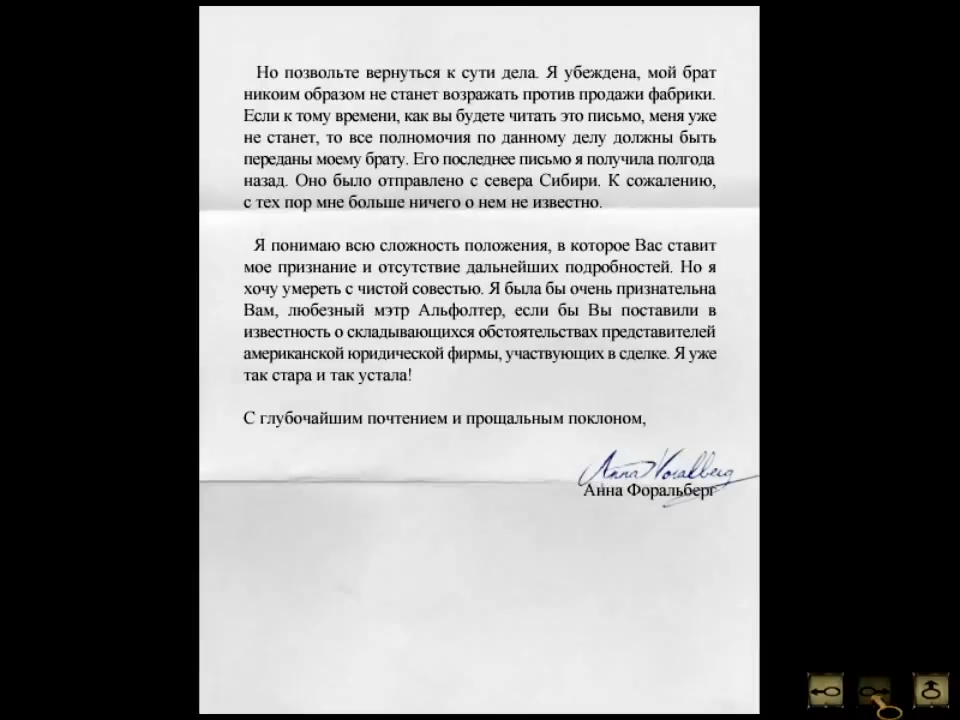 Но позвольте вернуться к сути дела. Я убеждена, мой брат
никоим образом не станет возражать против продажи фабрики.
Если к тому времени, как вы будете читать это письмо, меня уже
не станет, то все полномочия по данному делу должны быть
переданы моему брату. Его последнее письмо я получила полгода
назад. Оно было отправлено с севера Сибири. К сожалению,
с тех пор мне больше ничего о нем не известно.
Я понимаю всю сложность положения, в которое Вас ставит
мое признание и отсутствие дальнейших подробностей. Но я
хочу умереть с чистой совестью. Я была бы очень признательна
Вам, любезный мэтр Альфолтер, если бы Вы поставили в
известность о складывающихся обстоятельствах представителей
американской юридической фирмы, участвующих в сделке. Я уже
так стара и так устала!
С глубочайшим почтением и прощальным поклоном,
Anna Voralberg
Анна Форальберг